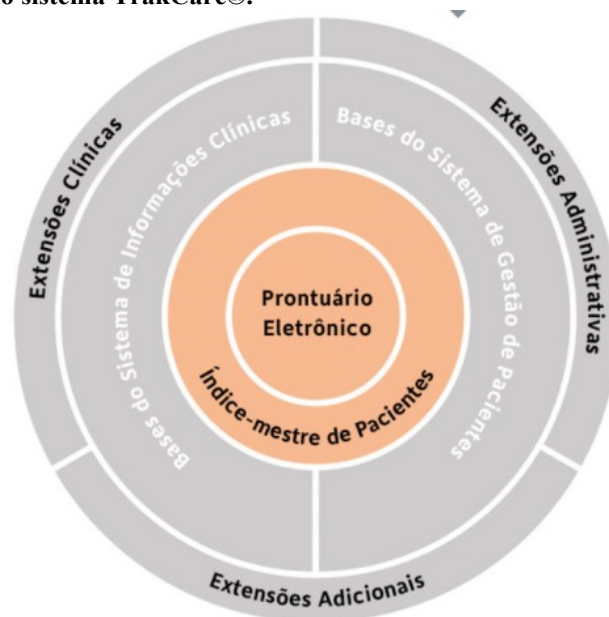 sistema TrakCare®.
Extensões Clínicas
Extensões Administrativas
Bases do Sistema de Informações Clínicas
Bases do Sistema de Gestão de Pacientes
Prontuário
Eletrônico
Índice-mestre de Pacientes
Extensões Adicionais